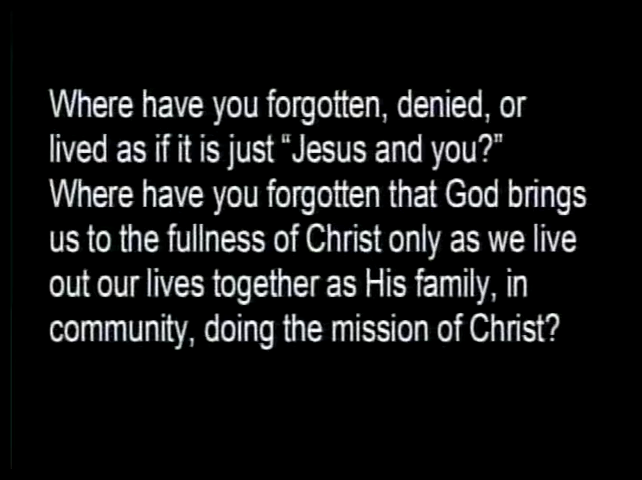 Where have you forgotten, denied, or
lived as if it is just “Jesus and you?”
Where have you forgotten that God brings
us to the fullness of Christ only as we live
out our lives together as His family, in
community, doing the mission of Christ?